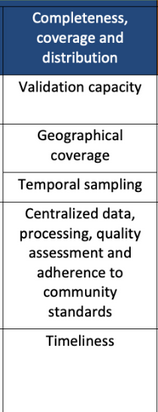 Completeness,
coverage and
distribution
Validation capacity
Geographical
coverage
Temporal sampling
Centralized data,
processing, quality
assessment and
adherence to
community
standards
Timeliness